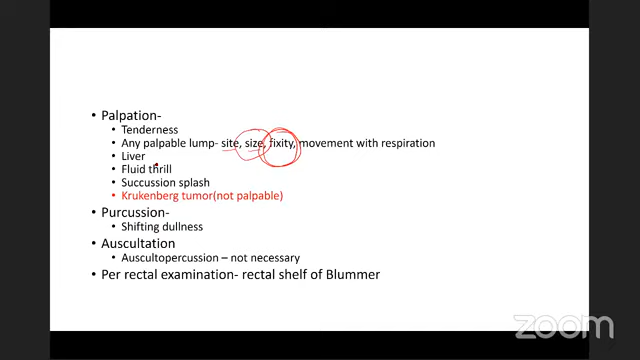 • Palpation-
• Tenderness
• Any palpable lump- site, size, fixity, movement with respiration
• Liver
• Fluid thrill
• Succussion splash
• Krukenberg tumor(not palpable)
• Purcussion-
• Shifting dullness
• Auscultation
• Auscultopercussion – not necessary
• Per rectal examination- rectal shelf of Blummer
zoom